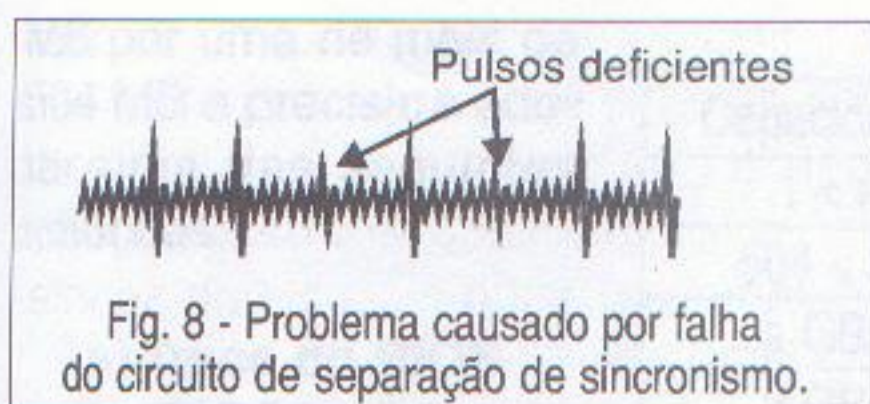 Pulsos deficientes
Fig. 8 - Problema causado por falha
do circuito de separação de sincronismo.